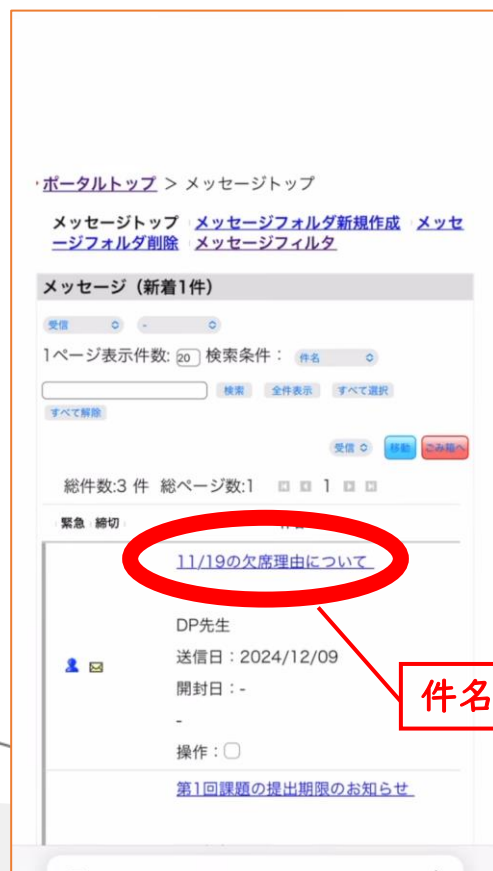 ポータルトップ > メッセージトップ
メッセージトップ メッセージフォルダ新規作成 メッセ
ージフォルダ削除 メッセージフィルタ
メッセージ（新着1件）
受信 -
1ページ表示件数: 20 検索条件： 件名
検索 全件表示 すべて選択
すべて解除
受信 移動 ごみ箱へ
総件数:3 件 総ページ数:1 1
緊急 締切
11/19の欠席理由について
DP先生
送信日：2024/12/09
開封日：-
-
操作：
件名
第1回課題の提出期限のお知らせ